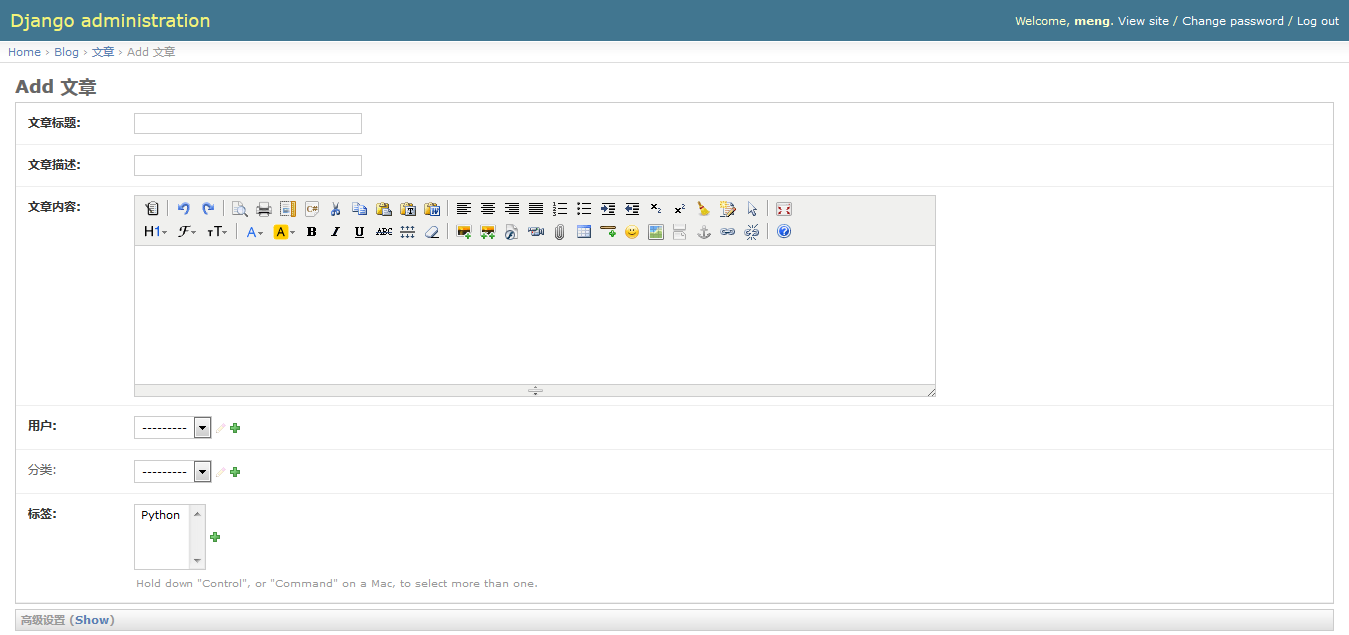 Django administration
Welcome, meng. View site / Change password / Log out
Home › Blog › 文章 › Add 文章
Add 文章
文章标题:
文章描述:
文章内容:
H1 F тT
A A B I U ABC
用户: ---------
分类: ---------
标签: Python
Hold down "Control", or "Command" on a Mac, to select more than one.
高级设置 (Show)